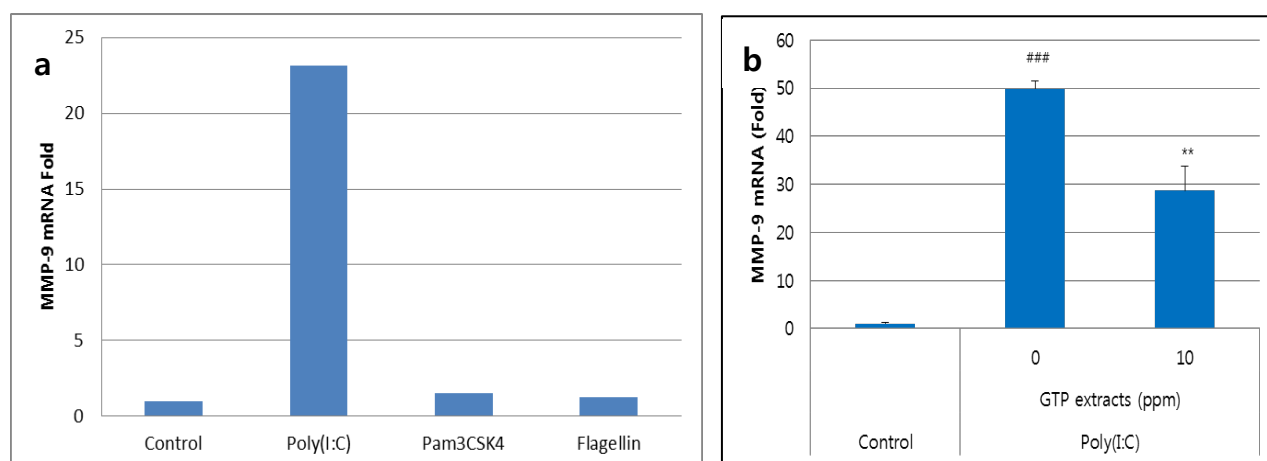 a
MMP-9 mRNA Fold
25
20
15
10
5
0
Control Poly(I:C) Pam3CSK4 Flagellin
b
MMP-9 mRNA (Fold)
60
50
40
30
20
10
0
###
**
0 10
GTP extracts (ppm)
Control Poly(I:C)